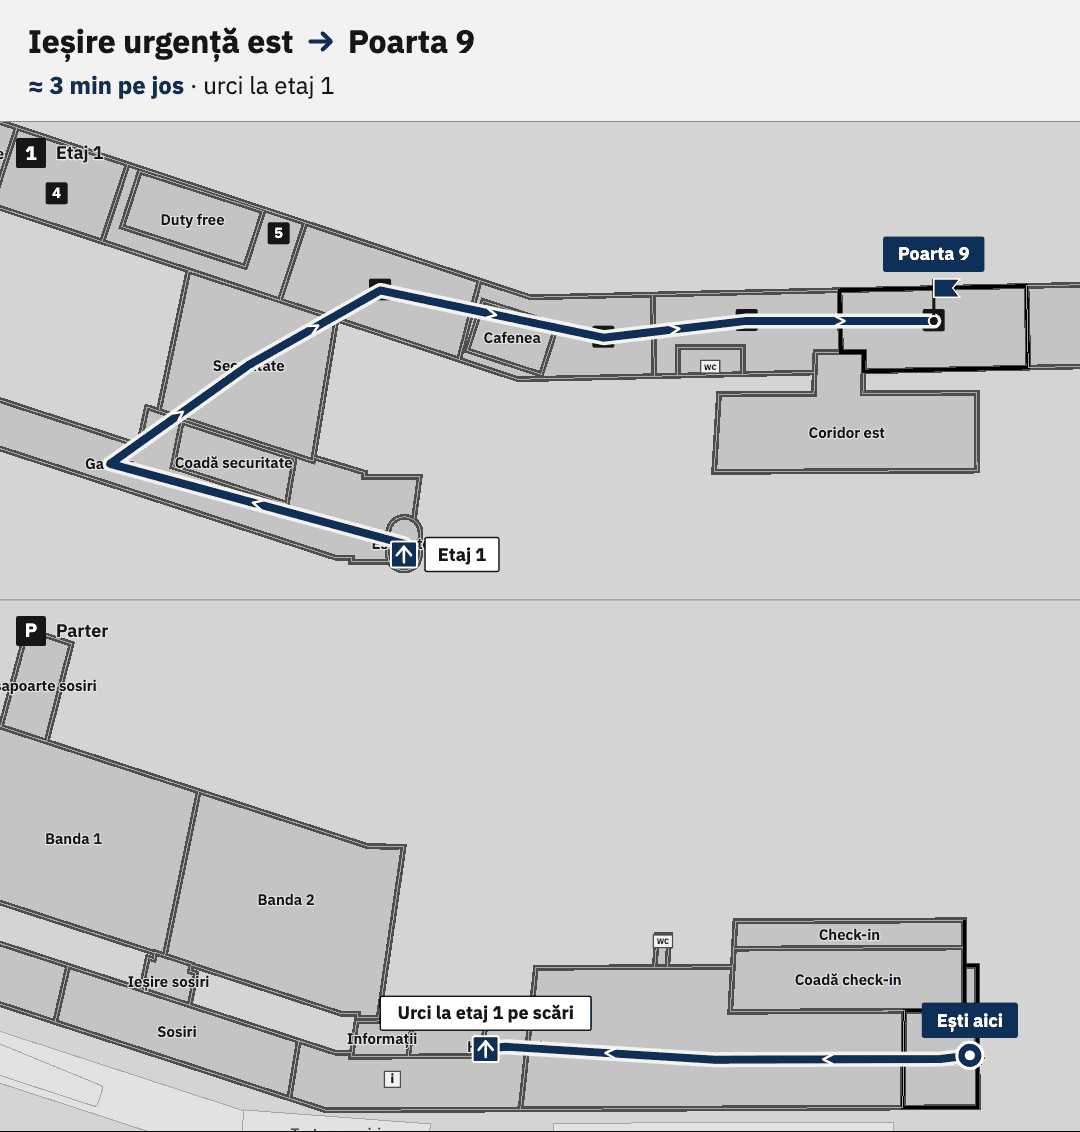 Ieșire urgență est → Poarta 9
≈ 3 min pe jos · urci la etaj 1
1 Etaj 1
4
Duty free
5
Poarta 9
Cafenea
wc
Coridor est
Coadă securitate
Etaj 1
P Parter
Banda 1
Banda 2
Check-in
wc
Coadă check-in
Ieșire sosiri
Urci la etaj 1 pe scări
Ești aici
Sosiri
Informații
i